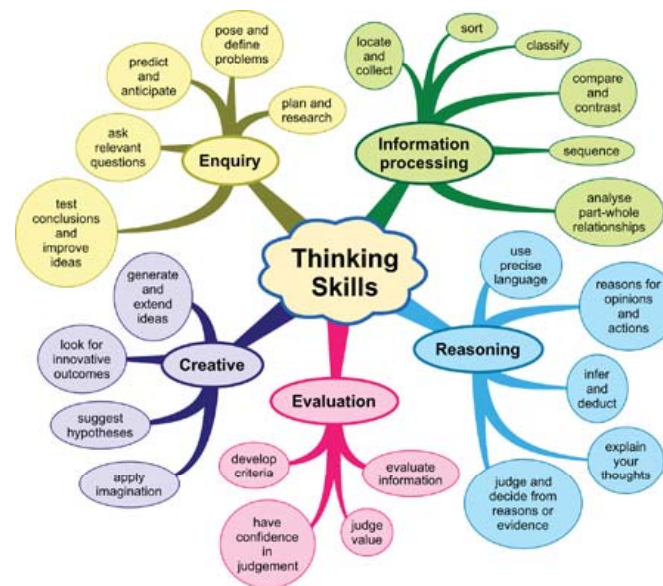 Thinking
Skills
Enquiry
pose and
define
problems
predict
and
anticipate
plan and
research
ask
relevant
questions
test
conclusions
and
improve
ideas
Information
processing
locate
and
collect
sort
classify
compare
and
contrast
sequence
analyse
part-whole
relationships
Reasoning
use
precise
language
reasons for
opinions
and
actions
infer
and
deduct
explain
your
thoughts
judge and
decide from
reasons or
evidence
Evaluation
develop
criteria
evaluate
information
have
confidence
in
judgement
judge
value
Creative
generate
and
extend ideas
look for
innovative
outcomes
suggest
hypotheses
apply
imagination